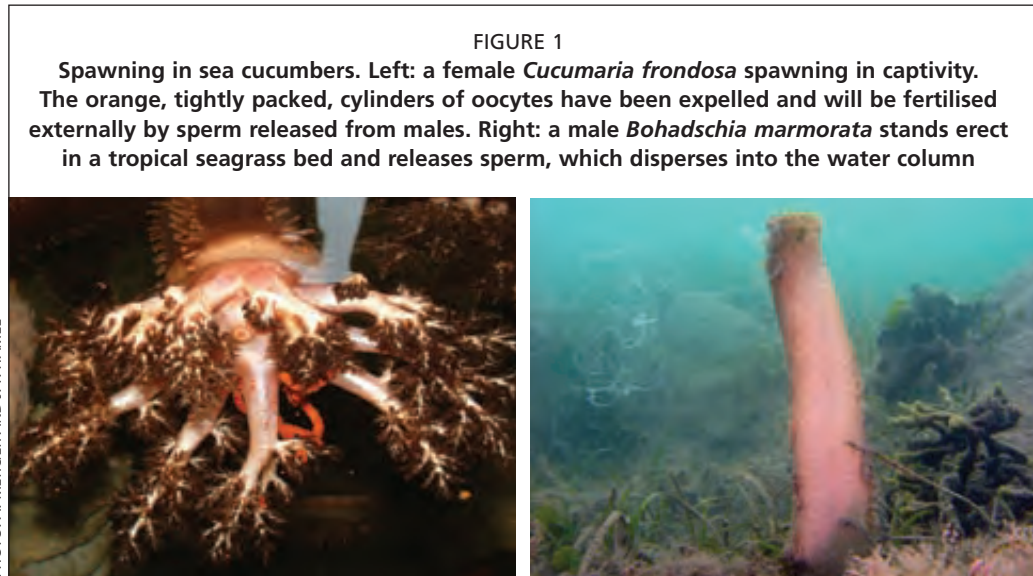 FIGURE 1
Spawning in sea cucumbers. Left: a female Cucumaria frondosa spawning in captivity.
The orange, tightly packed, cylinders of oocytes have been expelled and will be fertilised
externally by sperm released from males. Right: a male Bohadschia marmorata stands erect
in a tropical seagrass bed and releases sperm, which disperses into the water column